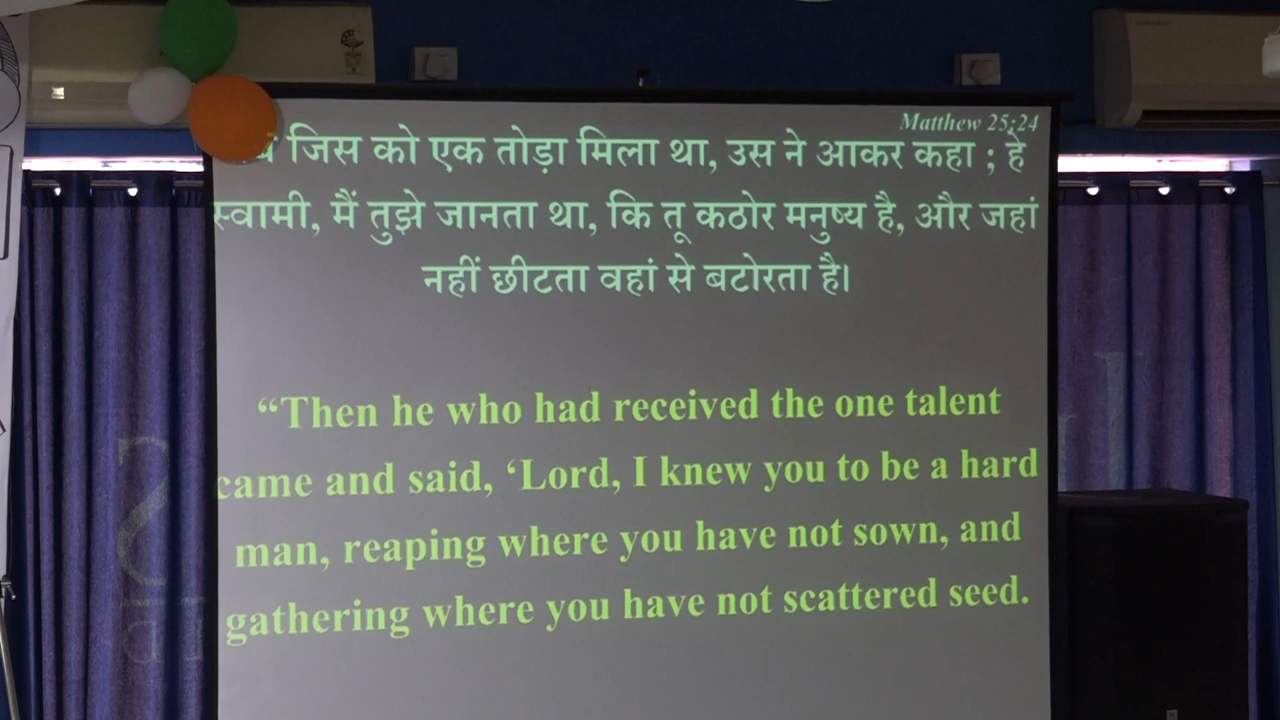 Matthew 25:24
जिस को एक तोड़ा मिला था, उस ने आकर कहा ; हे
स्वामी, मैं तुझे जानता था, कि तू कठोर मनुष्य है, और जहां
नहीं छीटता वहां से बटोरता है।
“Then he who had received the one talent
came and said, ‘Lord, I knew you to be a hard
man, reaping where you have not sown, and
gathering where you have not scattered seed.